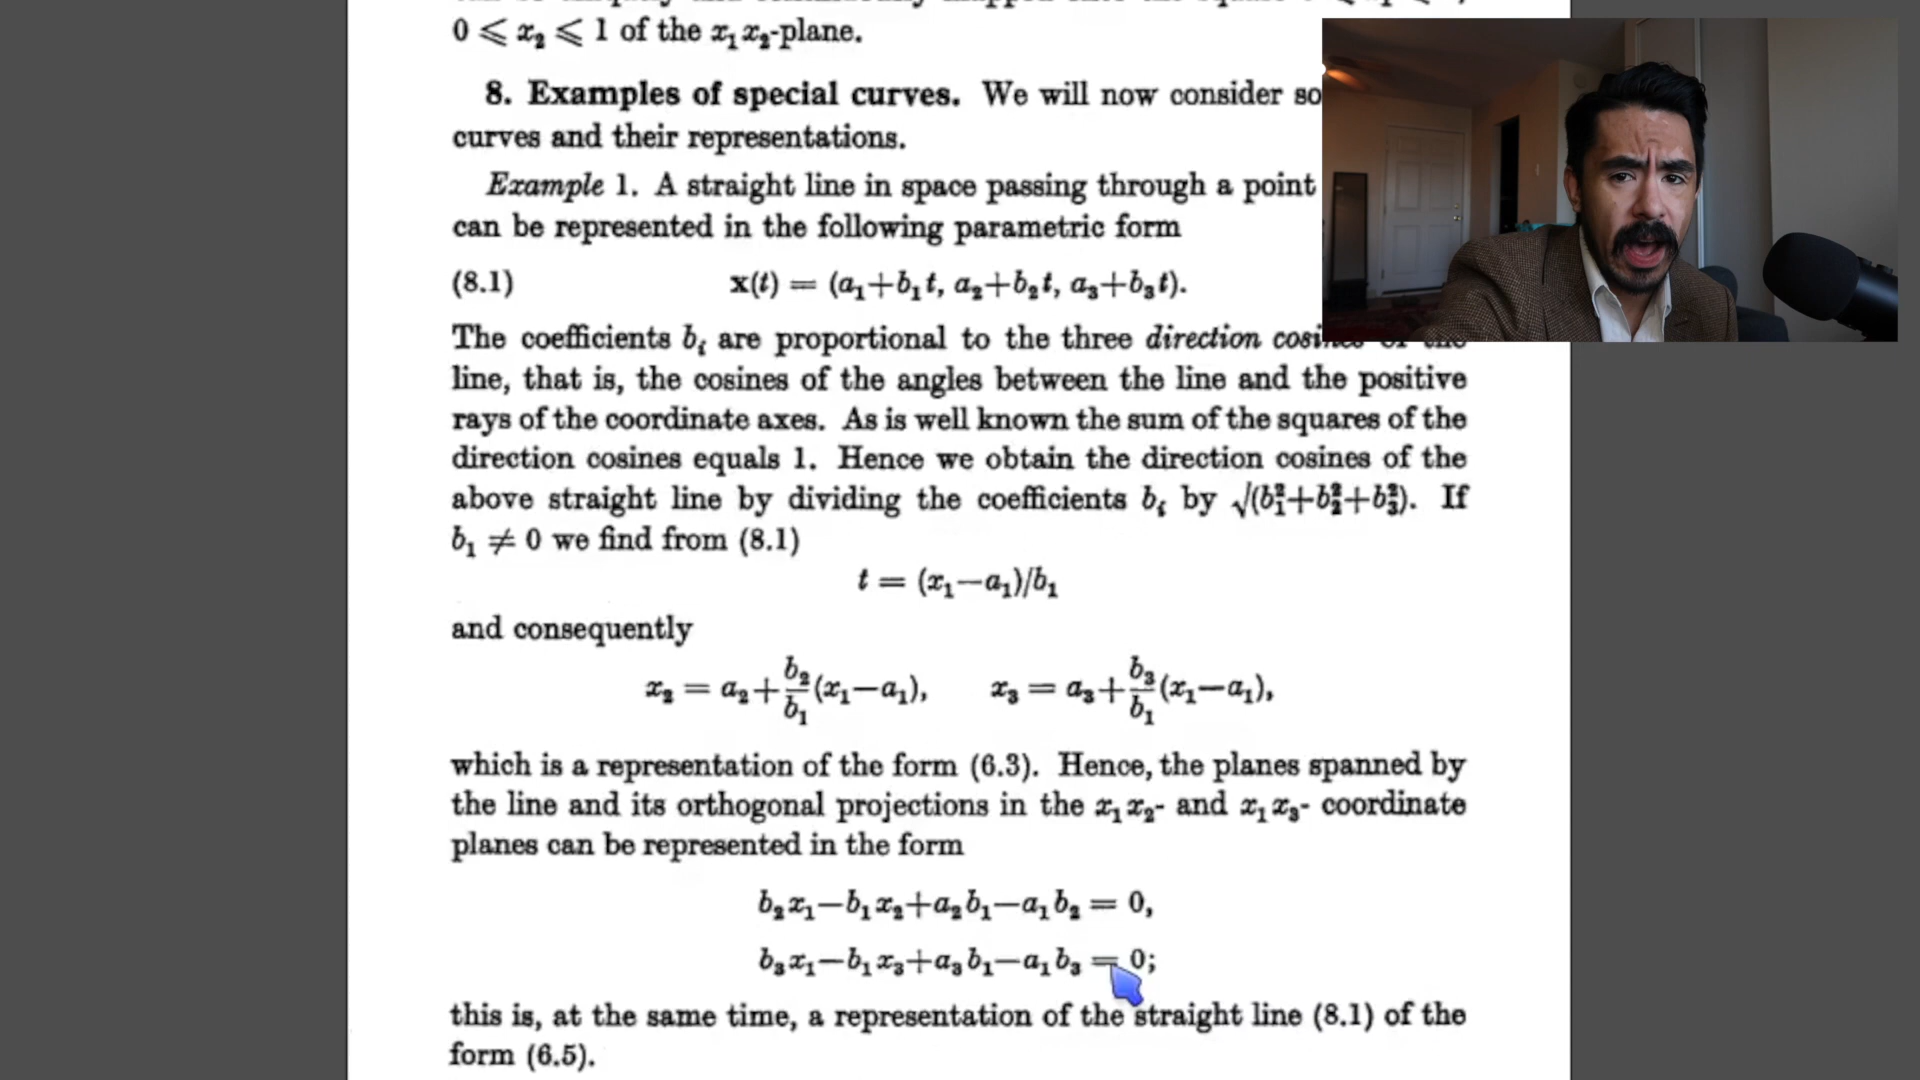 0 ⩽ x₂ ⩽ 1 of the x₁x₂-plane.
8. Examples of special curves. We will now consider so
curves and their representations.
Example 1. A straight line in space passing through a point
can be represented in the following parametric form
(8.1) x(t) = (a₁+b₁t, a₂+b₂t, a₃+b₃t).
The coefficients bᵢ are proportional to the three direction cosines of the
line, that is, the cosines of the angles between the line and the positive
rays of the coordinate axes. As is well known the sum of the squares of the
direction cosines equals 1. Hence we obtain the direction cosines of the
above straight line by dividing the coefficients bᵢ by √(b₁²+b₂²+b₃²). If
b₁ ≠ 0 we find from (8.1)
t = (x₁−a₁)/b₁
and consequently
x₂ = a₂+b₂/b₁(x₁−a₁), x₃ = a₃+b₃/b₁(x₁−a₁),
which is a representation of the form (6.3). Hence, the planes spanned by
the line and its orthogonal projections in the x₁x₂- and x₁x₃- coordinate
planes can be represented in the form
b₂x₁−b₁x₂+a₂b₁−a₁b₂ = 0,
b₃x₁−b₁x₃+a₃b₁−a₁b₃ = 0;
this is, at the same time, a representation of the straight line (8.1) of the
form (6.5).